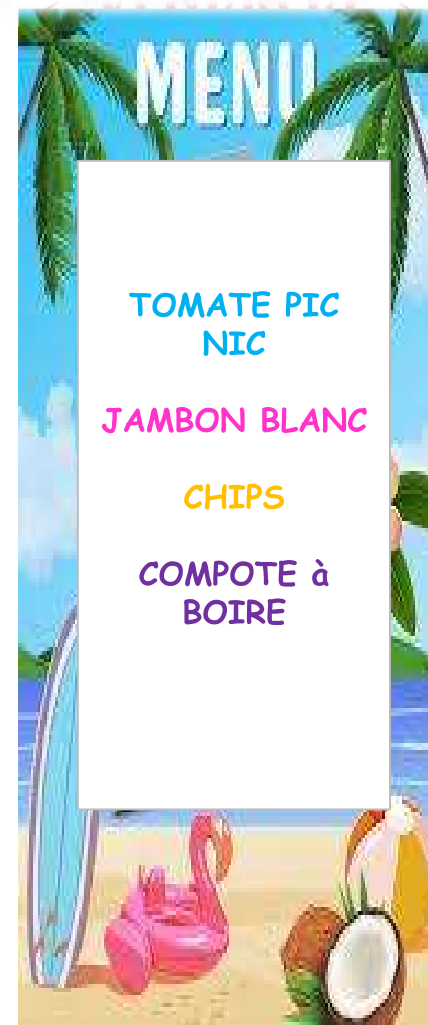 MENU
TOMATE PIC
NIC
JAMBON BLANC
CHIPS
COMPOTE à
BOIRE